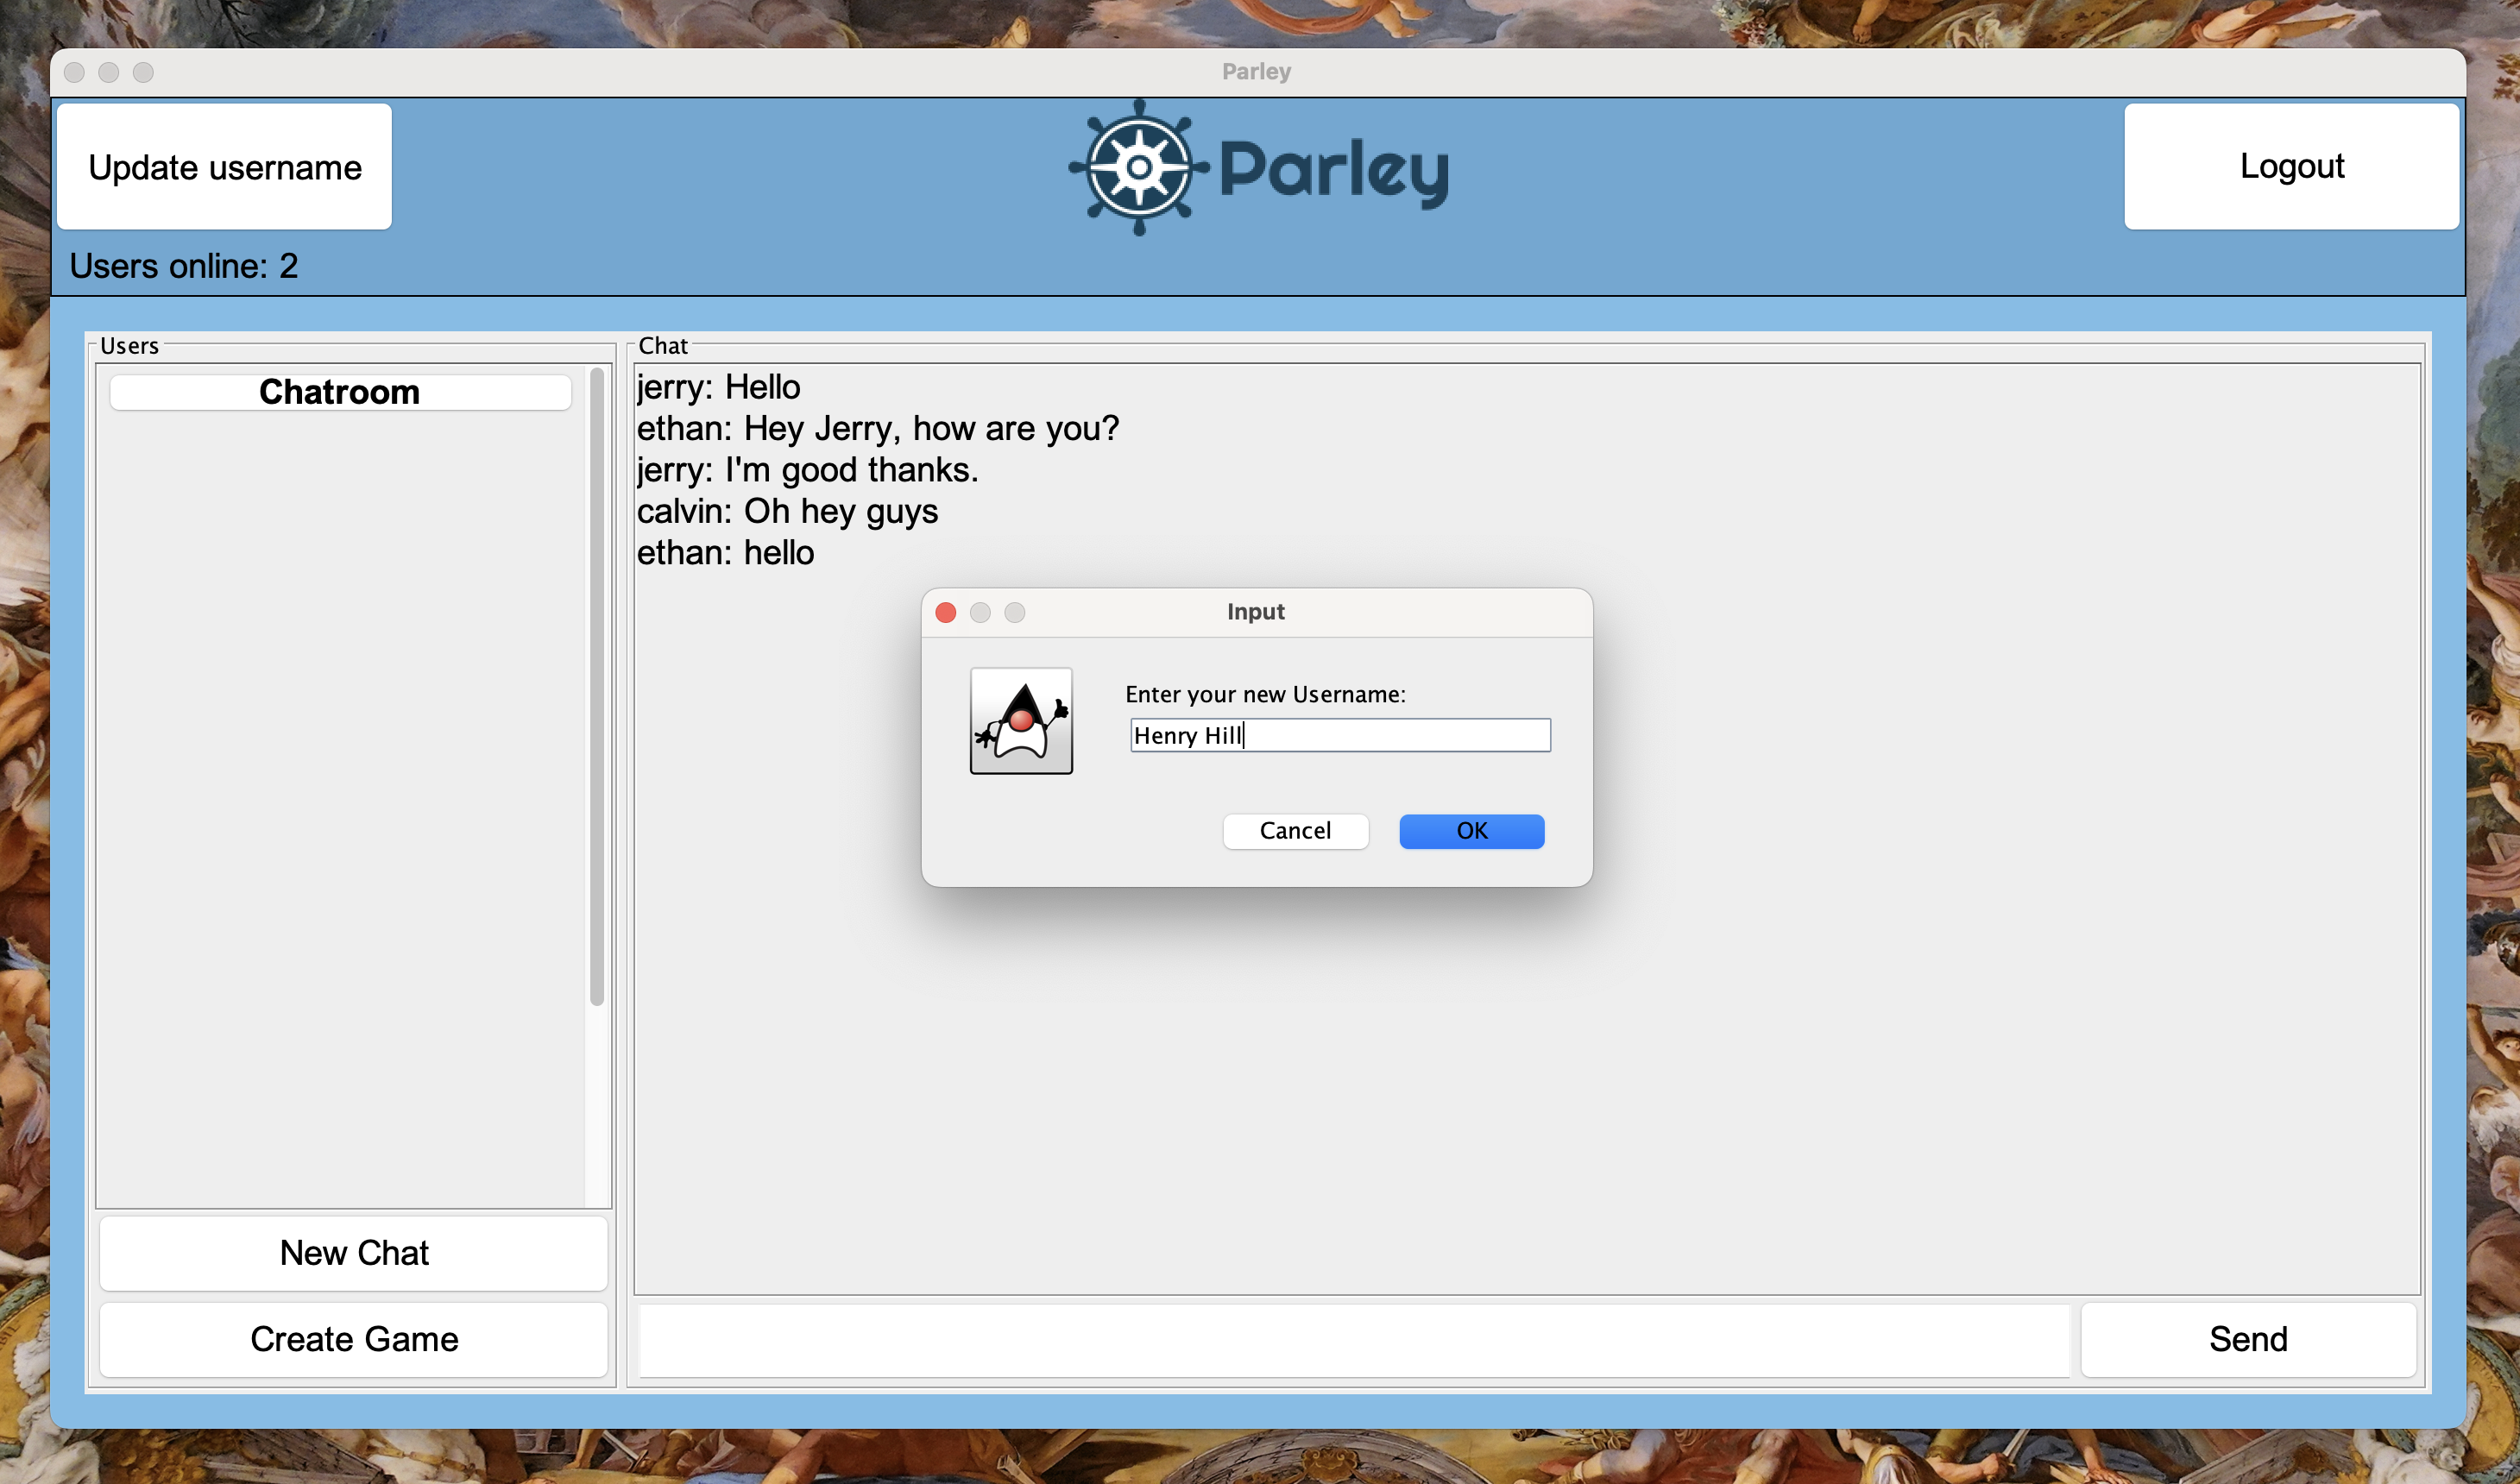 Parley
Update username
Parley
Logout
Users online: 2
Users
Chatroom
New Chat
Create Game
Chat
jerry: Hello
ethan: Hey Jerry, how are you?
jerry: I'm good thanks.
calvin: Oh hey guys
ethan: hello
Input
Enter your new Username:
Henry Hill
Cancel
OK
Send